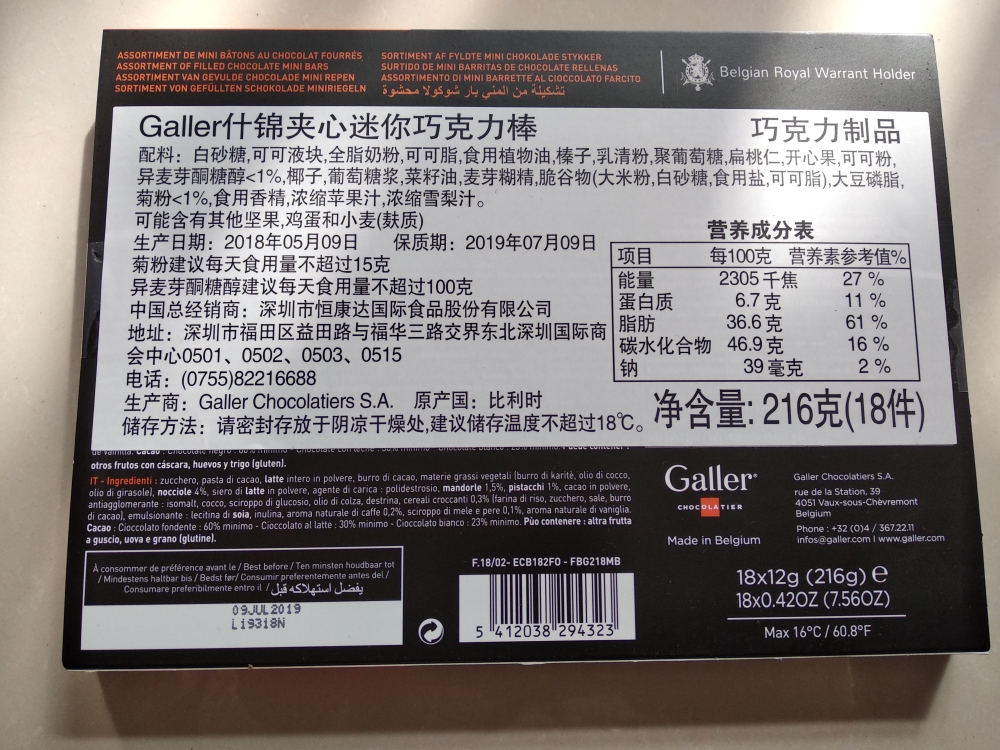 ASSORTIMENT DE MINI BÂTONS AU CHOCOLAT FOURRÉS
ASSORTMENT OF FILLED CHOCOLATE MINI BARS
ASSORTIMENT VAN GEVULDE CHOCOLADE MINI REPEN
SORTIMENT VON GEFÜLLTEN SCHOKOLADE MINIRIEGELN
SORTIMENT AF FYLDTE MINI CHOKOLADE STYKKER
SURTIDO DE MINI BARRITAS DE CHOCOLATE RELLENAS
ASSORTIMENTO DI MINI BARRETTE AL CIOCCOLATO FARCITO
تشكيلة من المني بار شوكولا محشوة
Belgian Royal Warrant Holder
Galler什锦夹心迷你巧克力棒
巧克力制品
配料：白砂糖,可可液块,全脂奶粉,可可脂,食用植物油,榛子,乳清粉,聚葡萄糖,扁桃仁,开心果,可可粉,
异麦芽酮糖醇<1%,椰子,葡萄糖浆,菜籽油,麦芽糊精,脆谷物(大米粉,白砂糖,食用盐,可可脂),大豆磷脂,
菊粉<1%,食用香精,浓缩苹果汁,浓缩雪梨汁。
可能含有其他坚果,鸡蛋和小麦(麸质)
生产日期：2018年05月09日 保质期：2019年07月09日
菊粉建议每天食用量不超过15克
异麦芽酮糖醇建议每天食用量不超过100克
中国总经销商：深圳市恒康达国际食品股份有限公司
地址：深圳市福田区益田路与福华三路交界东北深圳国际商
会中心0501、0502、0503、0515
电话：(0755)82216688
生产商：Galler Chocolatiers S.A. 原产国：比利时
储存方法：请密封存放于阴凉干燥处,建议储存温度不超过18℃。
营养成分表
项目 每100克 营养素参考值%
能量 2305千焦 27 %
蛋白质 6.7克 11 %
脂肪 36.6克 61 %
碳水化合物 46.9克 16 %
钠 39毫克 2 %
净含量: 216克(18件)
otros frutos con cáscara, huevos y trigo (gluten).
IT - Ingredienti : zucchero, pasta di cacao, latte intero in polvere, burro di cacao, materie grassi vegetali (burro di karité, olio di cocco,
olio di girasole), nocciole 4%, siero di latte in polvere, agente di carica : polidestrosio, mandorle 1,5%, pistacchi 1%, cacao in polvere,
antiagglomerante : isomalt, cocco, sciroppo di glucosio, olio di colza, destrina, cereali croccanti 0,3% (farina di riso, zucchero, sale, burro
di cacao), emulsionante : lecitina di soia, inulina, aroma naturale di caffe 0,2%, sciroppo di mele e pere 0,1%, aroma naturale di vaniglia.
Cacao : Cioccolato fondente : 60% minimo - Cioccolato al latte : 30% minimo - Cioccolato bianco : 23% minimo. Può contenere : altra frutta
a guscio, uova e grano (glutine).
À consommer de préférence avant le / Best before / Ten minsten houdbaar tot
/ Mindestens haltbar bis / Bedst før/ Consumir preferentemente antes del /
Consumare preferibilmente entro il / يفضل استهلاكه قبل
09JUL2019
L19318N
F.18/02- ECB182FO - FBG218MB
5 412038 294323
Galler
CHOCOLATIER
Made in Belgium
Galler Chocolatiers S.A.
rue de la Station, 39
4051 Vaux-sous-Chèvremont
Belgium
Phone : +32 (0)4 / 367.22.11
infos@galler.com I www.galler.com
18x12g (216g) e
18x0.42OZ (7.56OZ)
Max 16°C / 60.8°F